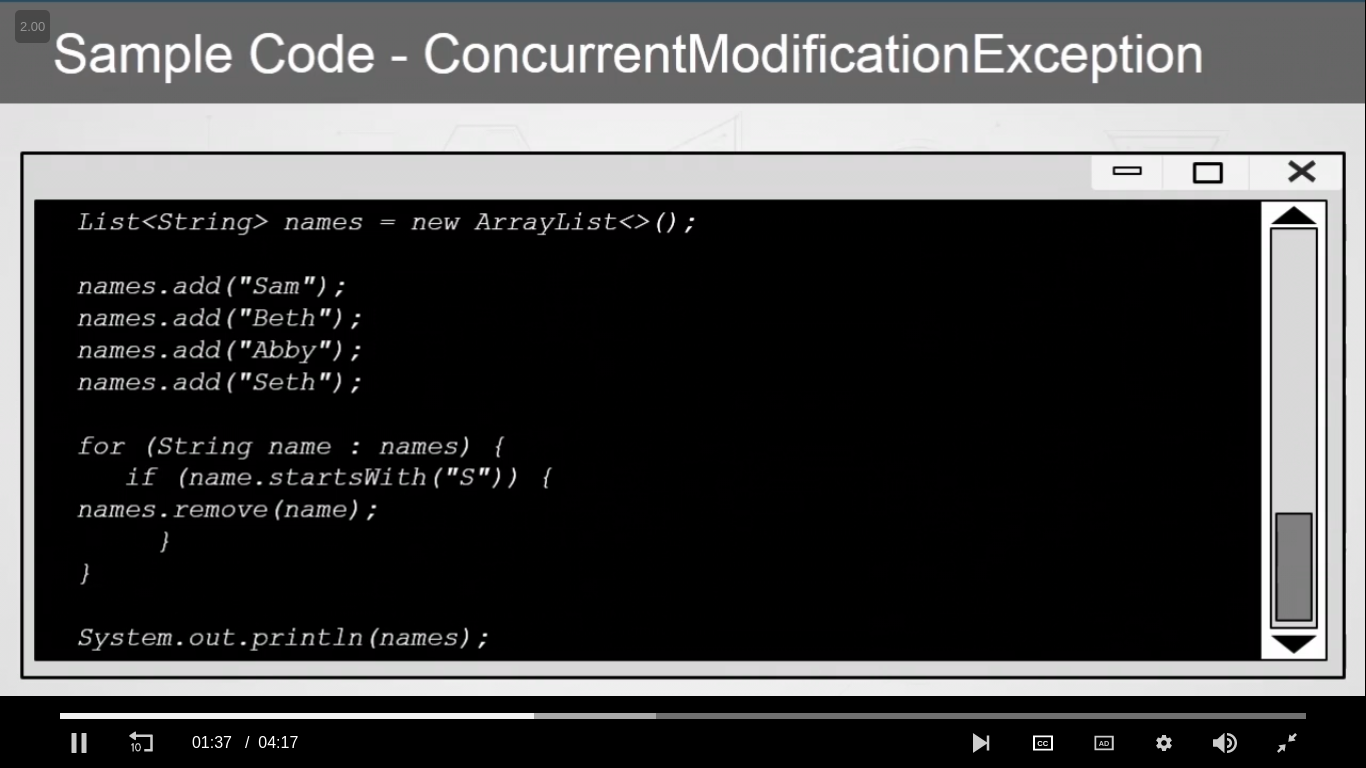 2.00
Sample Code - ConcurrentModificationException
List<String> names = new ArrayList<>();
names.add("Sam");
names.add("Beth");
names.add("Abby");
names.add("Seth");
for (String name : names) {
if (name.startsWith("S")) {
names.remove(name);
}
}
System.out.println(names);
10
01:37 / 04:17
CC
AD